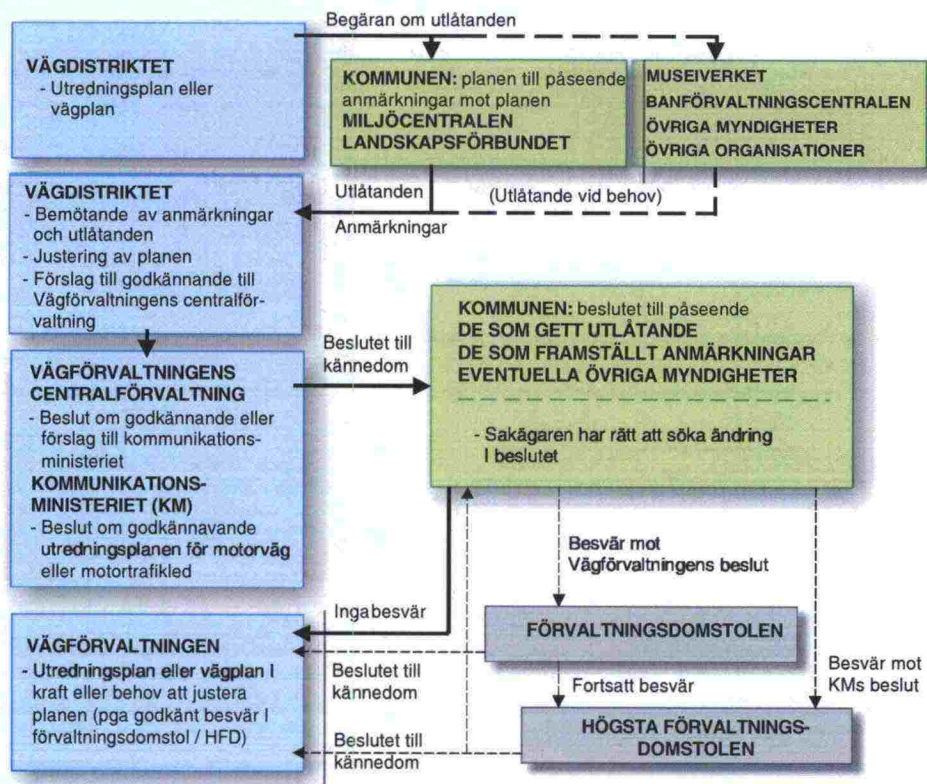 Begäran om utlåtanden
VÄGDISTRIKTET
- Utredningsplan eller
vägplan
KOMMUNEN: planen till påseende
anmärkningar mot planen
MILJÖCENTRALEN
LANDSKAPSFÖRBUNDET
MUSEIVERKET
BANFÖRVALTNINGSCENTRALEN
ÖVRIGA MYNDIGHETER
ÖVRIGA ORGANISATIONER
Utlåtanden
(Utlåtande vid behov)
Anmärkningar
VÄGDISTRIKTET
- Bemötande av anmärkningar
och utlåtanden
- Justering av planen
- Förslag till godkännande till
Vägförvaltningens centralför-
valtning
Beslutet till
kännedom
KOMMUNEN: beslutet till påseende
DE SOM GETT UTLÅTANDE
DE SOM FRAMSTÄLLT ANMÄRKNINGAR
EVENTUELLA ÖVRIGA MYNDIGHETER
- Sakägaren har rätt att söka ändring
I beslutet
VÄGFÖRVALTNINGENS
CENTRALFÖRVALTNING
- Beslut om godkännande eller
förslag till kommunikations-
ministeriet
KOMMUNIKATIONS-
MINISTERIET (KM)
- Beslut om godkännavande
utredningsplanen för motorväg
eller motortrafikled
Besvär mot
Vägförvaltningens beslut
Ingabesvär
VÄGFÖRVALTNINGEN
- Utredningsplan eller vägplan I
kraft eller behov att justera
planen (pga godkänt besvär I
förvaltningsdomstol / HFD)
FÖRVALTNINGSDOMSTOLEN
Beslutet till
kännedom
Fortsatt besvär
Besvär mot
KMs beslut
HÖGSTA FÖRVALTNINGS-
DOMSTOLEN
Beslutet till
kännedom